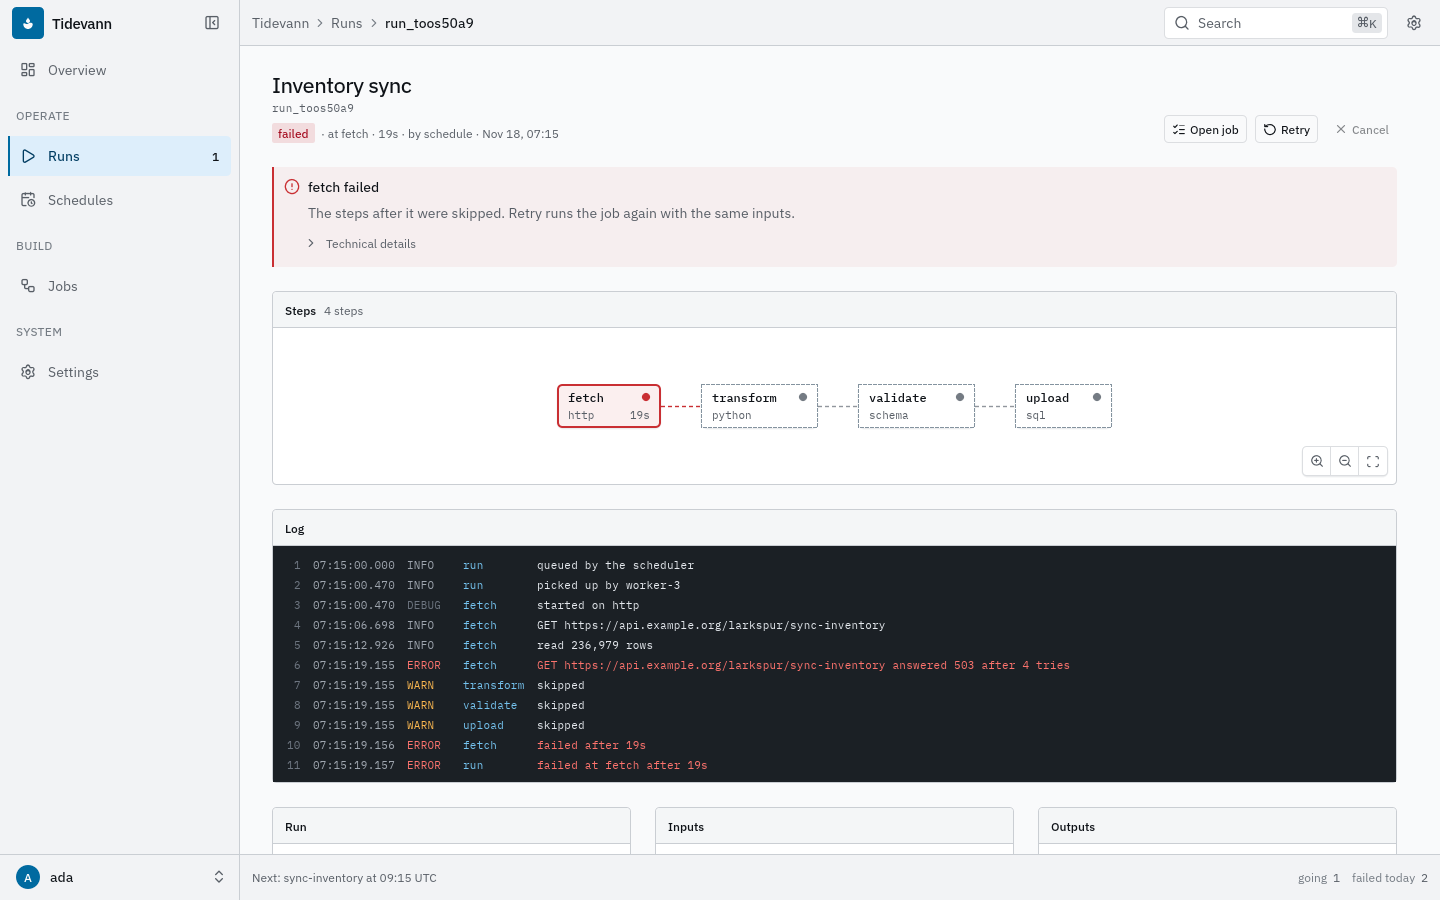 Tidevann
Tidevann > Runs > run_toos50a9
Search
⌘K
Overview
OPERATE
Runs 1
Schedules
BUILD
Jobs
SYSTEM
Settings
Inventory sync
run_toos50a9
failed · at fetch · 19s · by schedule · Nov 18, 07:15
Open job
Retry
Cancel
fetch failed
The steps after it were skipped. Retry runs the job again with the same inputs.
Technical details
Steps 4 steps
fetch
http 19s
transform
python
validate
schema
upload
sql
Log
1 07:15:00.000 INFO run queued by the scheduler
2 07:15:00.470 INFO run picked up by worker-3
3 07:15:00.470 DEBUG fetch started on http
4 07:15:06.698 INFO fetch GET https://api.example.org/larkspur/sync-inventory
5 07:15:12.926 INFO fetch read 236,979 rows
6 07:15:19.155 ERROR fetch GET https://api.example.org/larkspur/sync-inventory answered 503 after 4 tries
7 07:15:19.155 WARN transform skipped
8 07:15:19.155 WARN validate skipped
9 07:15:19.155 WARN upload skipped
10 07:15:19.156 ERROR fetch failed after 19s
11 07:15:19.157 ERROR run failed at fetch after 19s
Run
Inputs
Outputs
A ada
Next: sync-inventory at 09:15 UTC
going 1 failed today 2